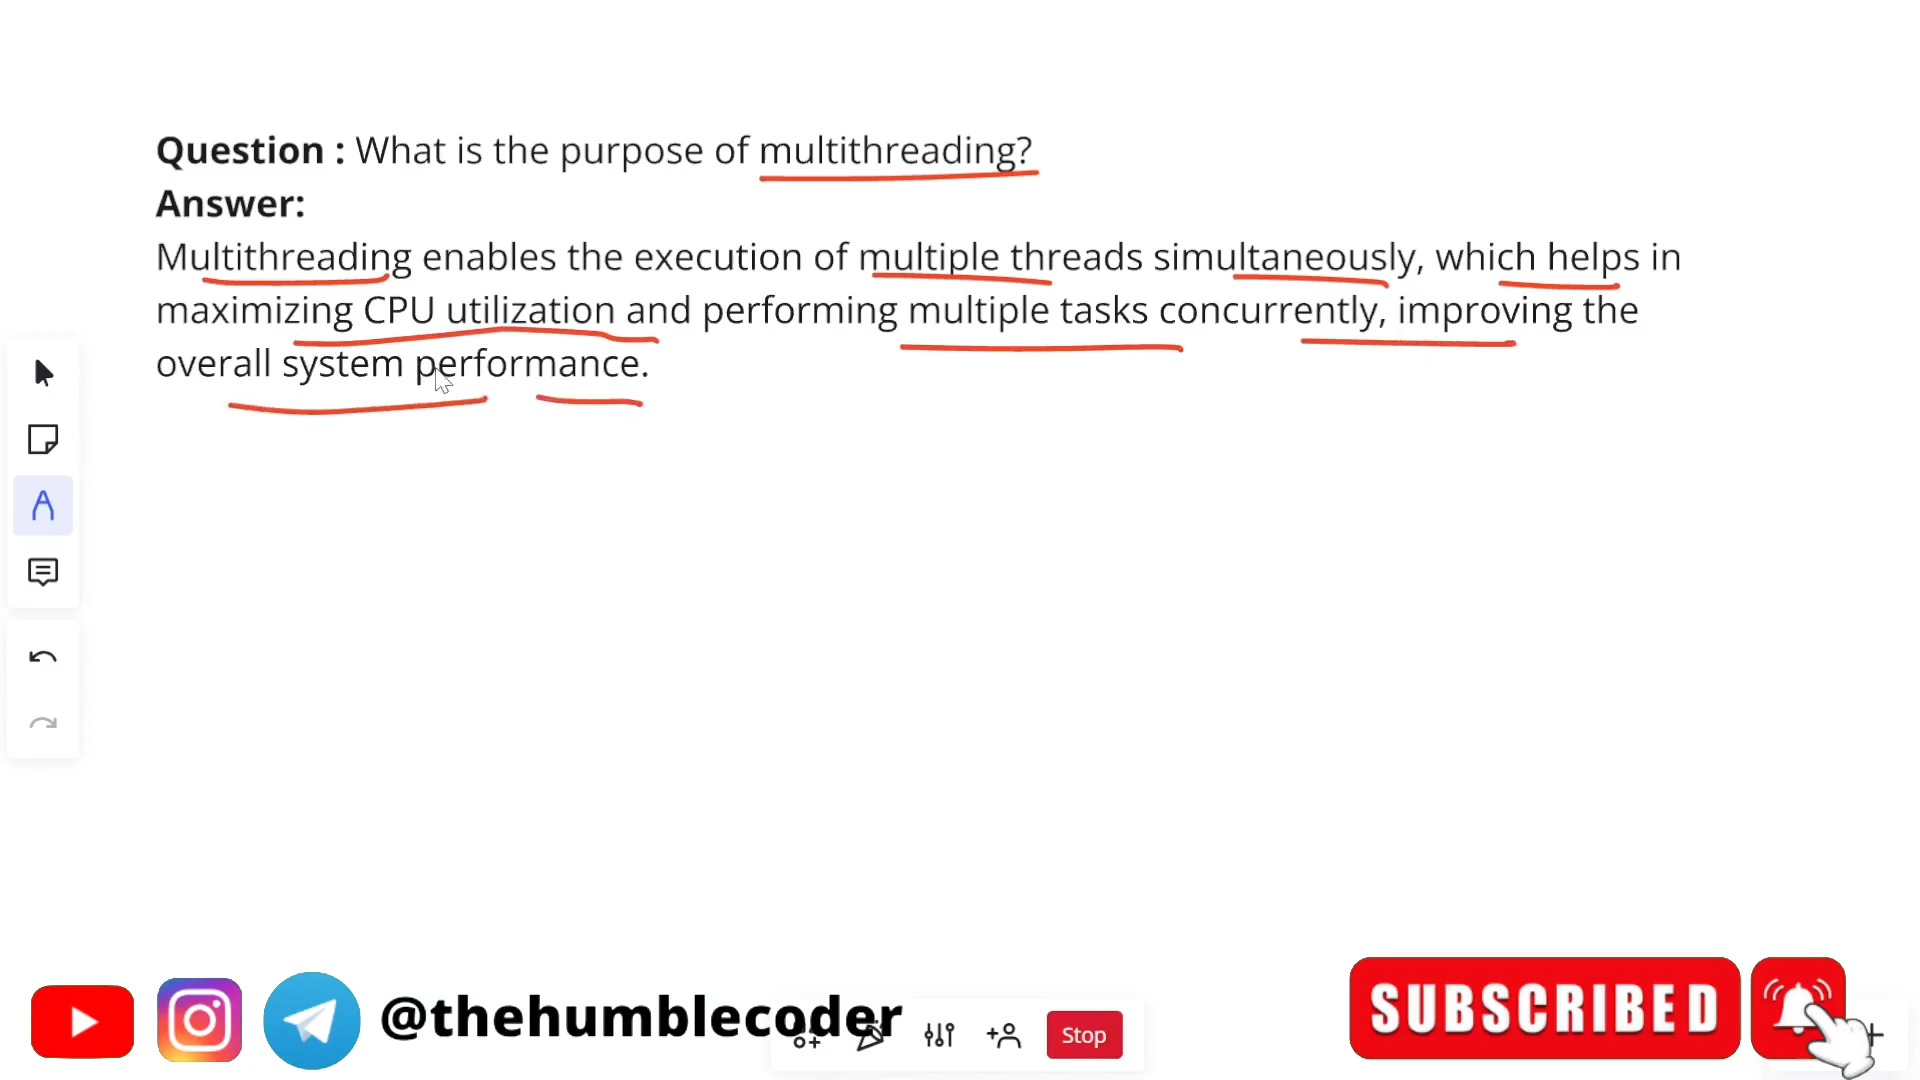 Question : What is the purpose of multithreading?
Answer:
Multithreading enables the execution of multiple threads simultaneously, which helps in
maximizing CPU utilization and performing multiple tasks concurrently, improving the
overall system performance.
@thehumblecoder
Stop
SUBSCRIBED